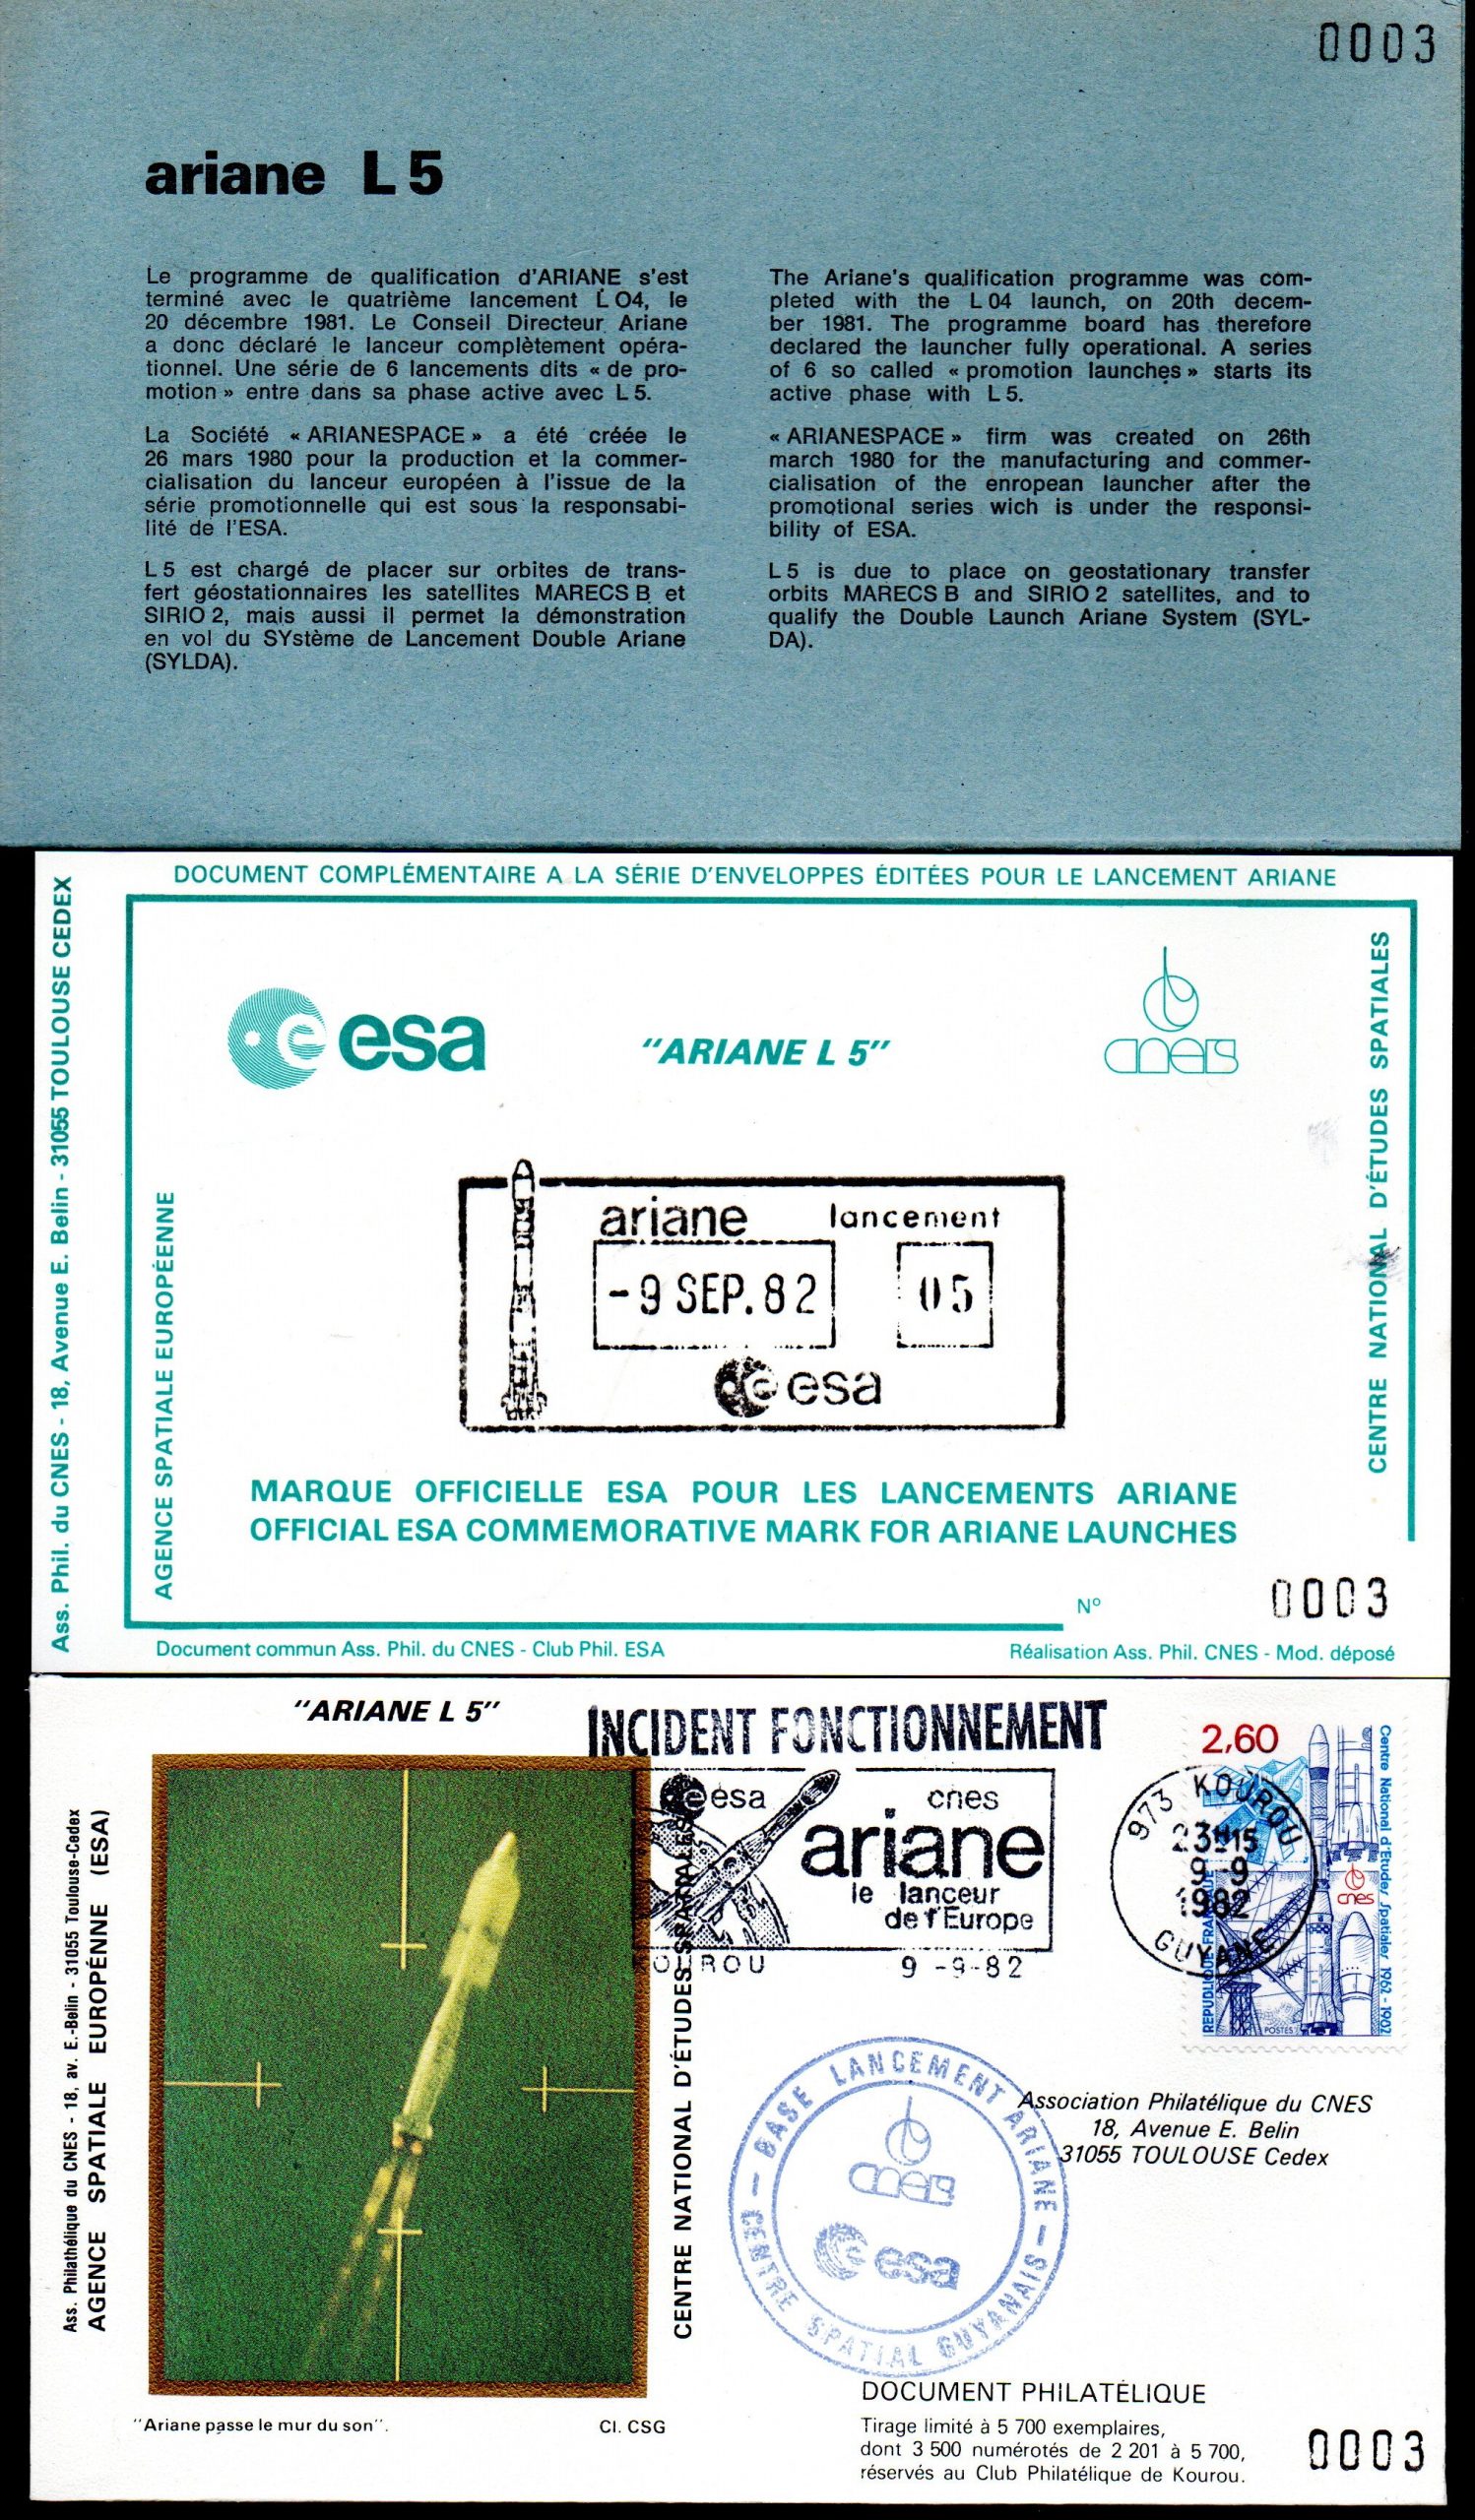 0003
ariane L 5
Le programme de qualification d'ARIANE s'est
terminé avec le quatrième lancement L O4, le
20 décembre 1981. Le Conseil Directeur Ariane
a donc déclaré le lanceur complètement opéra-
tionnel. Une série de 6 lancements dits « de pro-
motion » entre dans sa phase active avec L 5.
La Société « ARIANESPACE » a été créée le
26 mars 1980 pour la production et la commer-
cialisation du lanceur européen à l'issue de la
série promotionnelle qui est sous la responsabi-
lité de l'ESA.
L 5 est chargé de placer sur orbites de trans-
fert géostationnaires les satellites MARECS B et
SIRIO 2, mais aussi il permet la démonstration
en vol du SYstème de Lancement Double Ariane
(SYLDA).
The Ariane's qualification programme was com-
pleted with the L 04 launch, on 20th decem-
ber 1981. The programme board has therefore
declared the launcher fully operational. A series
of 6 so called « promotion launches » starts its
active phase with L 5.
« ARIANESPACE » firm was created on 26th
march 1980 for the manufacturing and commer-
cialisation of the enropean launcher after the
promotional series wich is under the responsi-
bility of ESA.
L 5 is due to place on geostationary transfer
orbits MARECS B and SIRIO 2 satellites, and to
qualify the Double Launch Ariane System (SYL-
DA).
DOCUMENT COMPLÉMENTAIRE A LA SÉRIE D'ENVELOPPES ÉDITÉES POUR LE LANCEMENT ARIANE
Ass. Phil. du CNES - 18, Avenue E. Belin - 31055 TOULOUSE CEDEX
AGENCE SPATIALE EUROPÉENNE
esa
"ARIANE L 5"
cnes
CENTRE NATIONAL D'ÉTUDES SPATIALES
ariane lancement
-9 SEP. 82 05
esa
MARQUE OFFICIELLE ESA POUR LES LANCEMENTS ARIANE
OFFICIAL ESA COMMEMORATIVE MARK FOR ARIANE LAUNCHES
N° 0003
Document commun Ass. Phil. du CNES - Club Phil. ESA
Réalisation Ass. Phil. CNES - Mod. déposé
"ARIANE L 5"
INCIDENT FONCTIONNEMENT
Ass. Philathélique du CNES - 18, av. E.-Belin - 31055 Toulouse-Cedex
AGENCE SPATIALE EUROPÉNNE (ESA)
CENTRE NATIONAL D'ÉTUDES SPATIALES
esa cnes
ariane
le lanceur
de l'Europe
KOUROU 9-9-82
2,60
Centre National d'Études Spatiales 1962-1982
REPUBLIQUE FRANÇAISE
cnes
POSTES
973 KOUROU
23H15
9-9
1982
GUYANE
BASE LANCEMENT ARIANE - CENTRE SPATIAL GUYANAIS -
cnes
esa
Association Philatélique du CNES
18, Avenue E. Belin
31055 TOULOUSE Cedex
"Ariane passe le mur du son".
Cl. CSG
DOCUMENT PHILATÉLIQUE
Tirage limité à 5 700 exemplaires,
dont 3 500 numérotés de 2 201 à 5 700,
réservés au Club Philatélique de Kourou.
0003